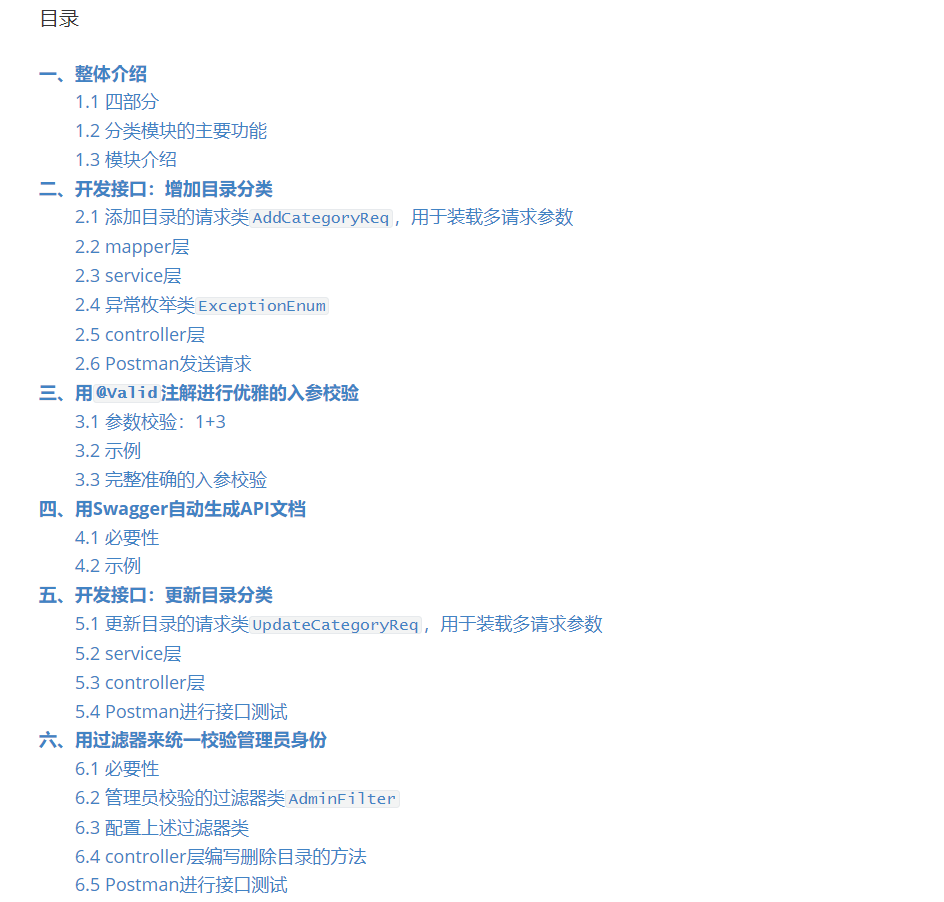 目录
一、整体介绍
1.1 四部分
1.2 分类模块的主要功能
1.3 模块介绍
二、开发接口：增加目录分类
2.1 添加目录的请求类AddCategoryReq，用于装载多请求参数
2.2 mapper层
2.3 service层
2.4 异常枚举类ExceptionEnum
2.5 controller层
2.6 Postman发送请求
三、用@Valid注解进行优雅的入参校验
3.1 参数校验：1+3
3.2 示例
3.3 完整准确的入参校验
四、用Swagger自动生成API文档
4.1 必要性
4.2 示例
五、开发接口：更新目录分类
5.1 更新目录的请求类UpdateCategoryReq，用于装载多请求参数
5.2 service层
5.3 controller层
5.4 Postman进行接口测试
六、用过滤器来统一校验管理员身份
6.1 必要性
6.2 管理员校验的过滤器类AdminFilter
6.3 配置上述过滤器类
6.4 controller层编写删除目录的方法
6.5 Postman进行接口测试